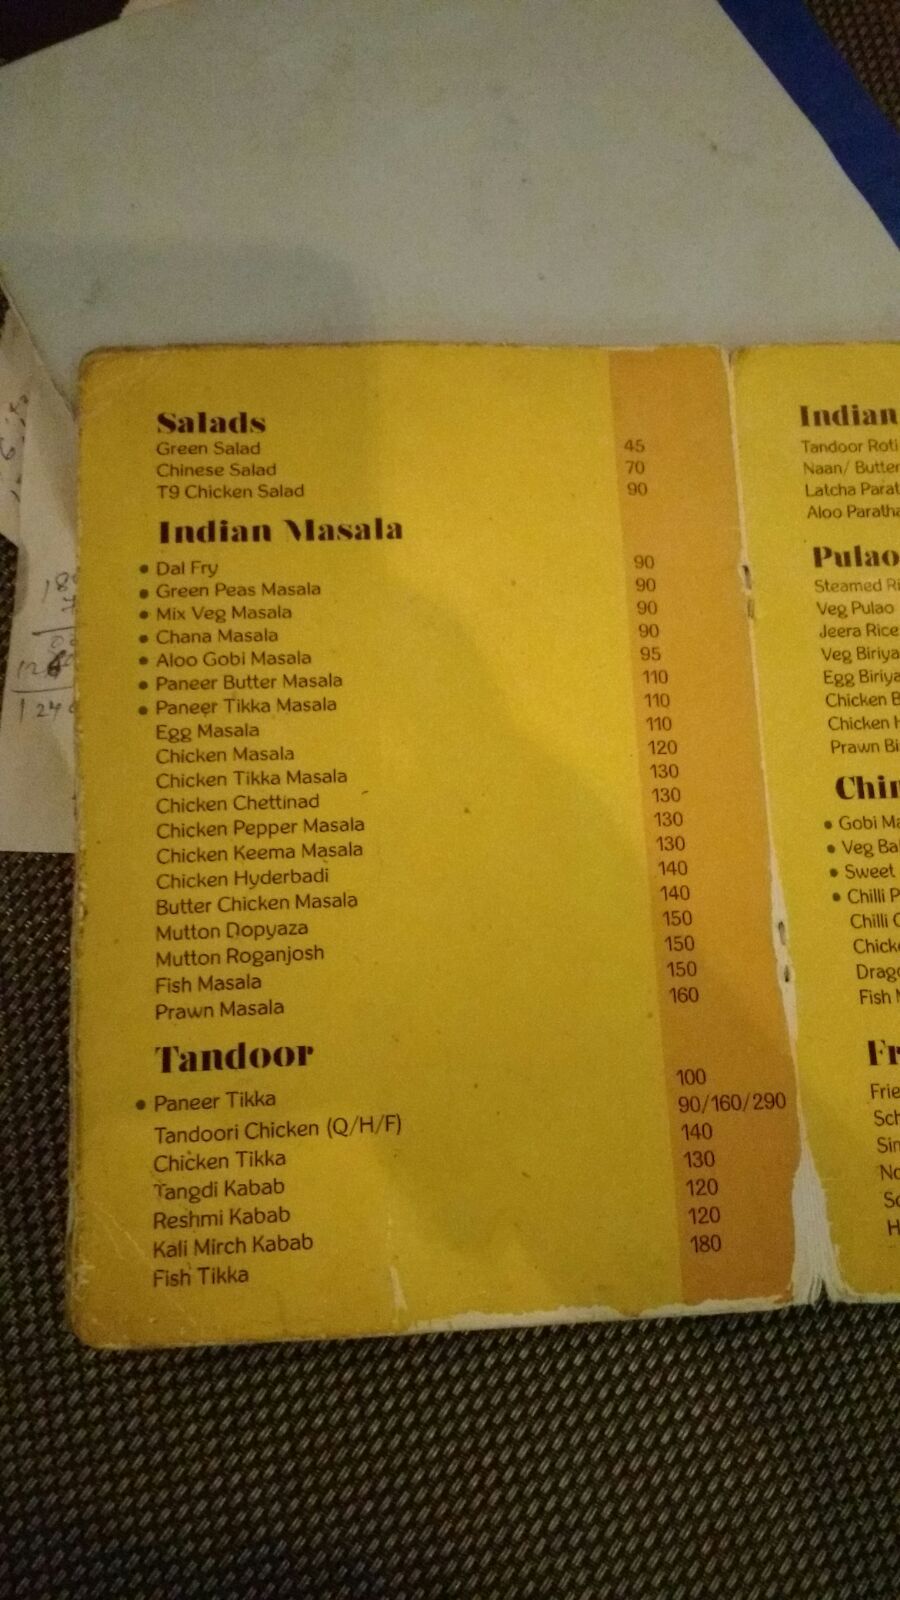 Salads
Green Salad 45
Chinese Salad 70
T9 Chicken Salad 90
Indian Masala
• Dal Fry 90
• Green Peas Masala 90
• Mix Veg Masala 90
• Chana Masala 90
• Aloo Gobi Masala 95
• Paneer Butter Masala 110
• Paneer Tikka Masala 110
Egg Masala 110
Chicken Masala 120
Chicken Tikka Masala 130
Chicken Chettinad 130
Chicken Pepper Masala 130
Chicken Keema Masala 130
Chicken Hyderbadi 140
Butter Chicken Masala 140
Mutton Dopyaza 150
Mutton Roganjosh 150
Fish Masala 150
Prawn Masala 160
Tandoor
• Paneer Tikka 100
Tandoori Chicken (Q/H/F) 90/160/290
Chicken Tikka 140
Tangdi Kabab 130
Reshmi Kabab 120
Kali Mirch Kabab 120
Fish Tikka 180
Indian
Tandoor Roti
Naan/ Butter
Latcha Parat
Aloo Paratha
Pulao
Steamed Ri
Veg Pulao
Jeera Rice
Veg Biriya
Egg Biriya
Chicken B
Chicken H
Prawn Bi
Chin
• Gobi Ma
• Veg Bal
• Sweet
• Chilli P
Chilli C
Chick
Drag
Fish M
Fr
Frie
Sch
Sin
No
H